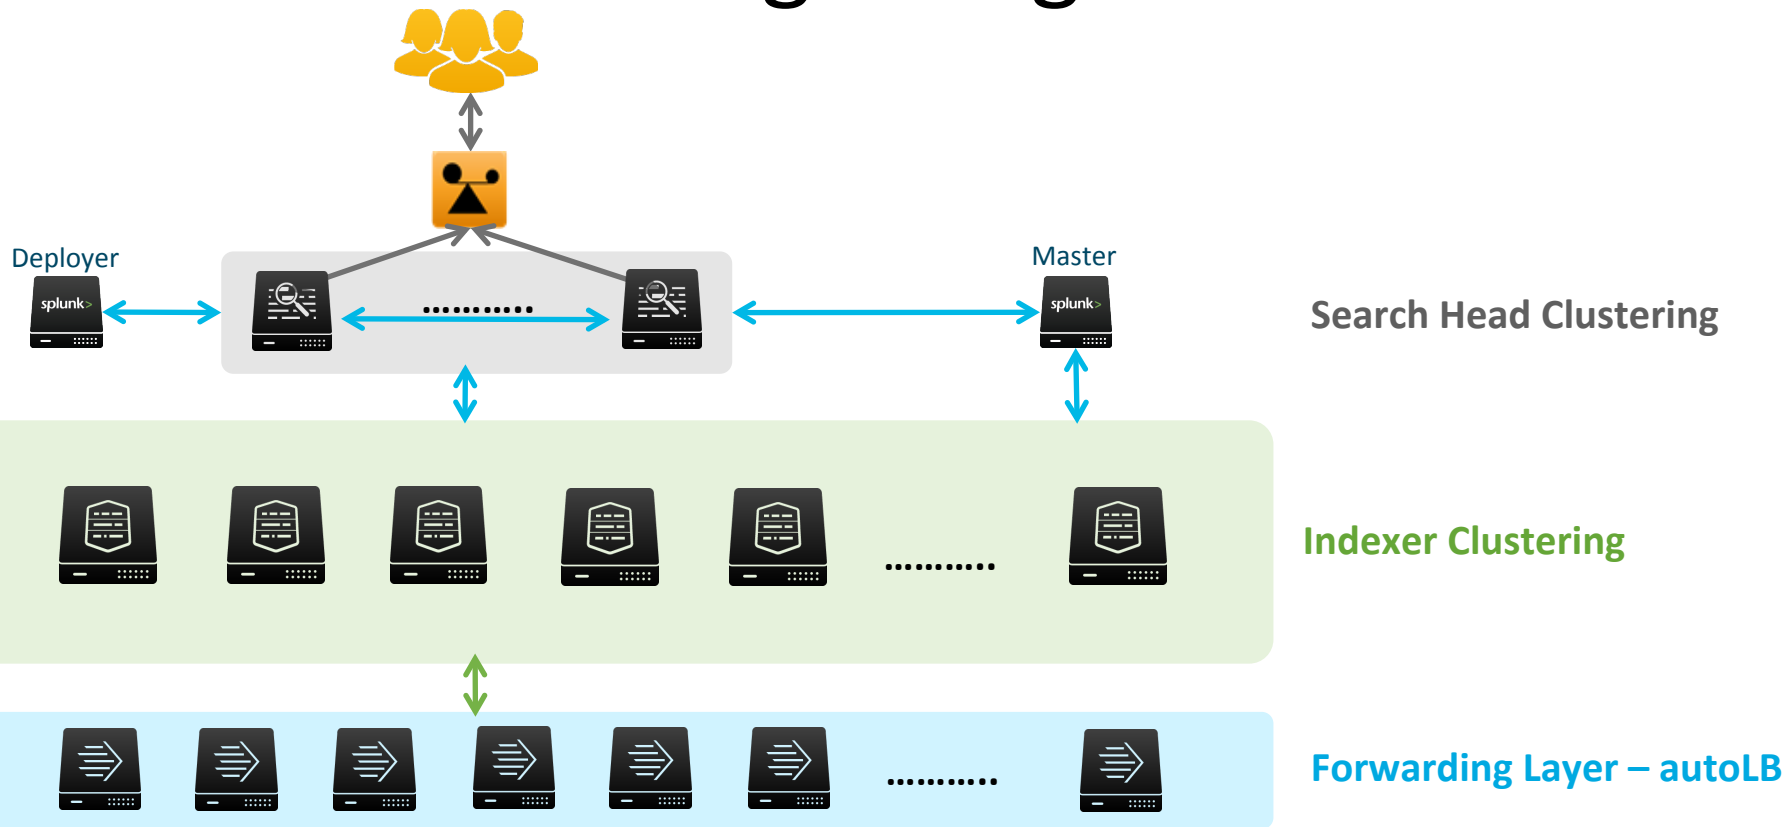 Deployer
Master
splunk>
splunk>
Search Head Clustering
Indexer Clustering
Forwarding Layer – autoLB